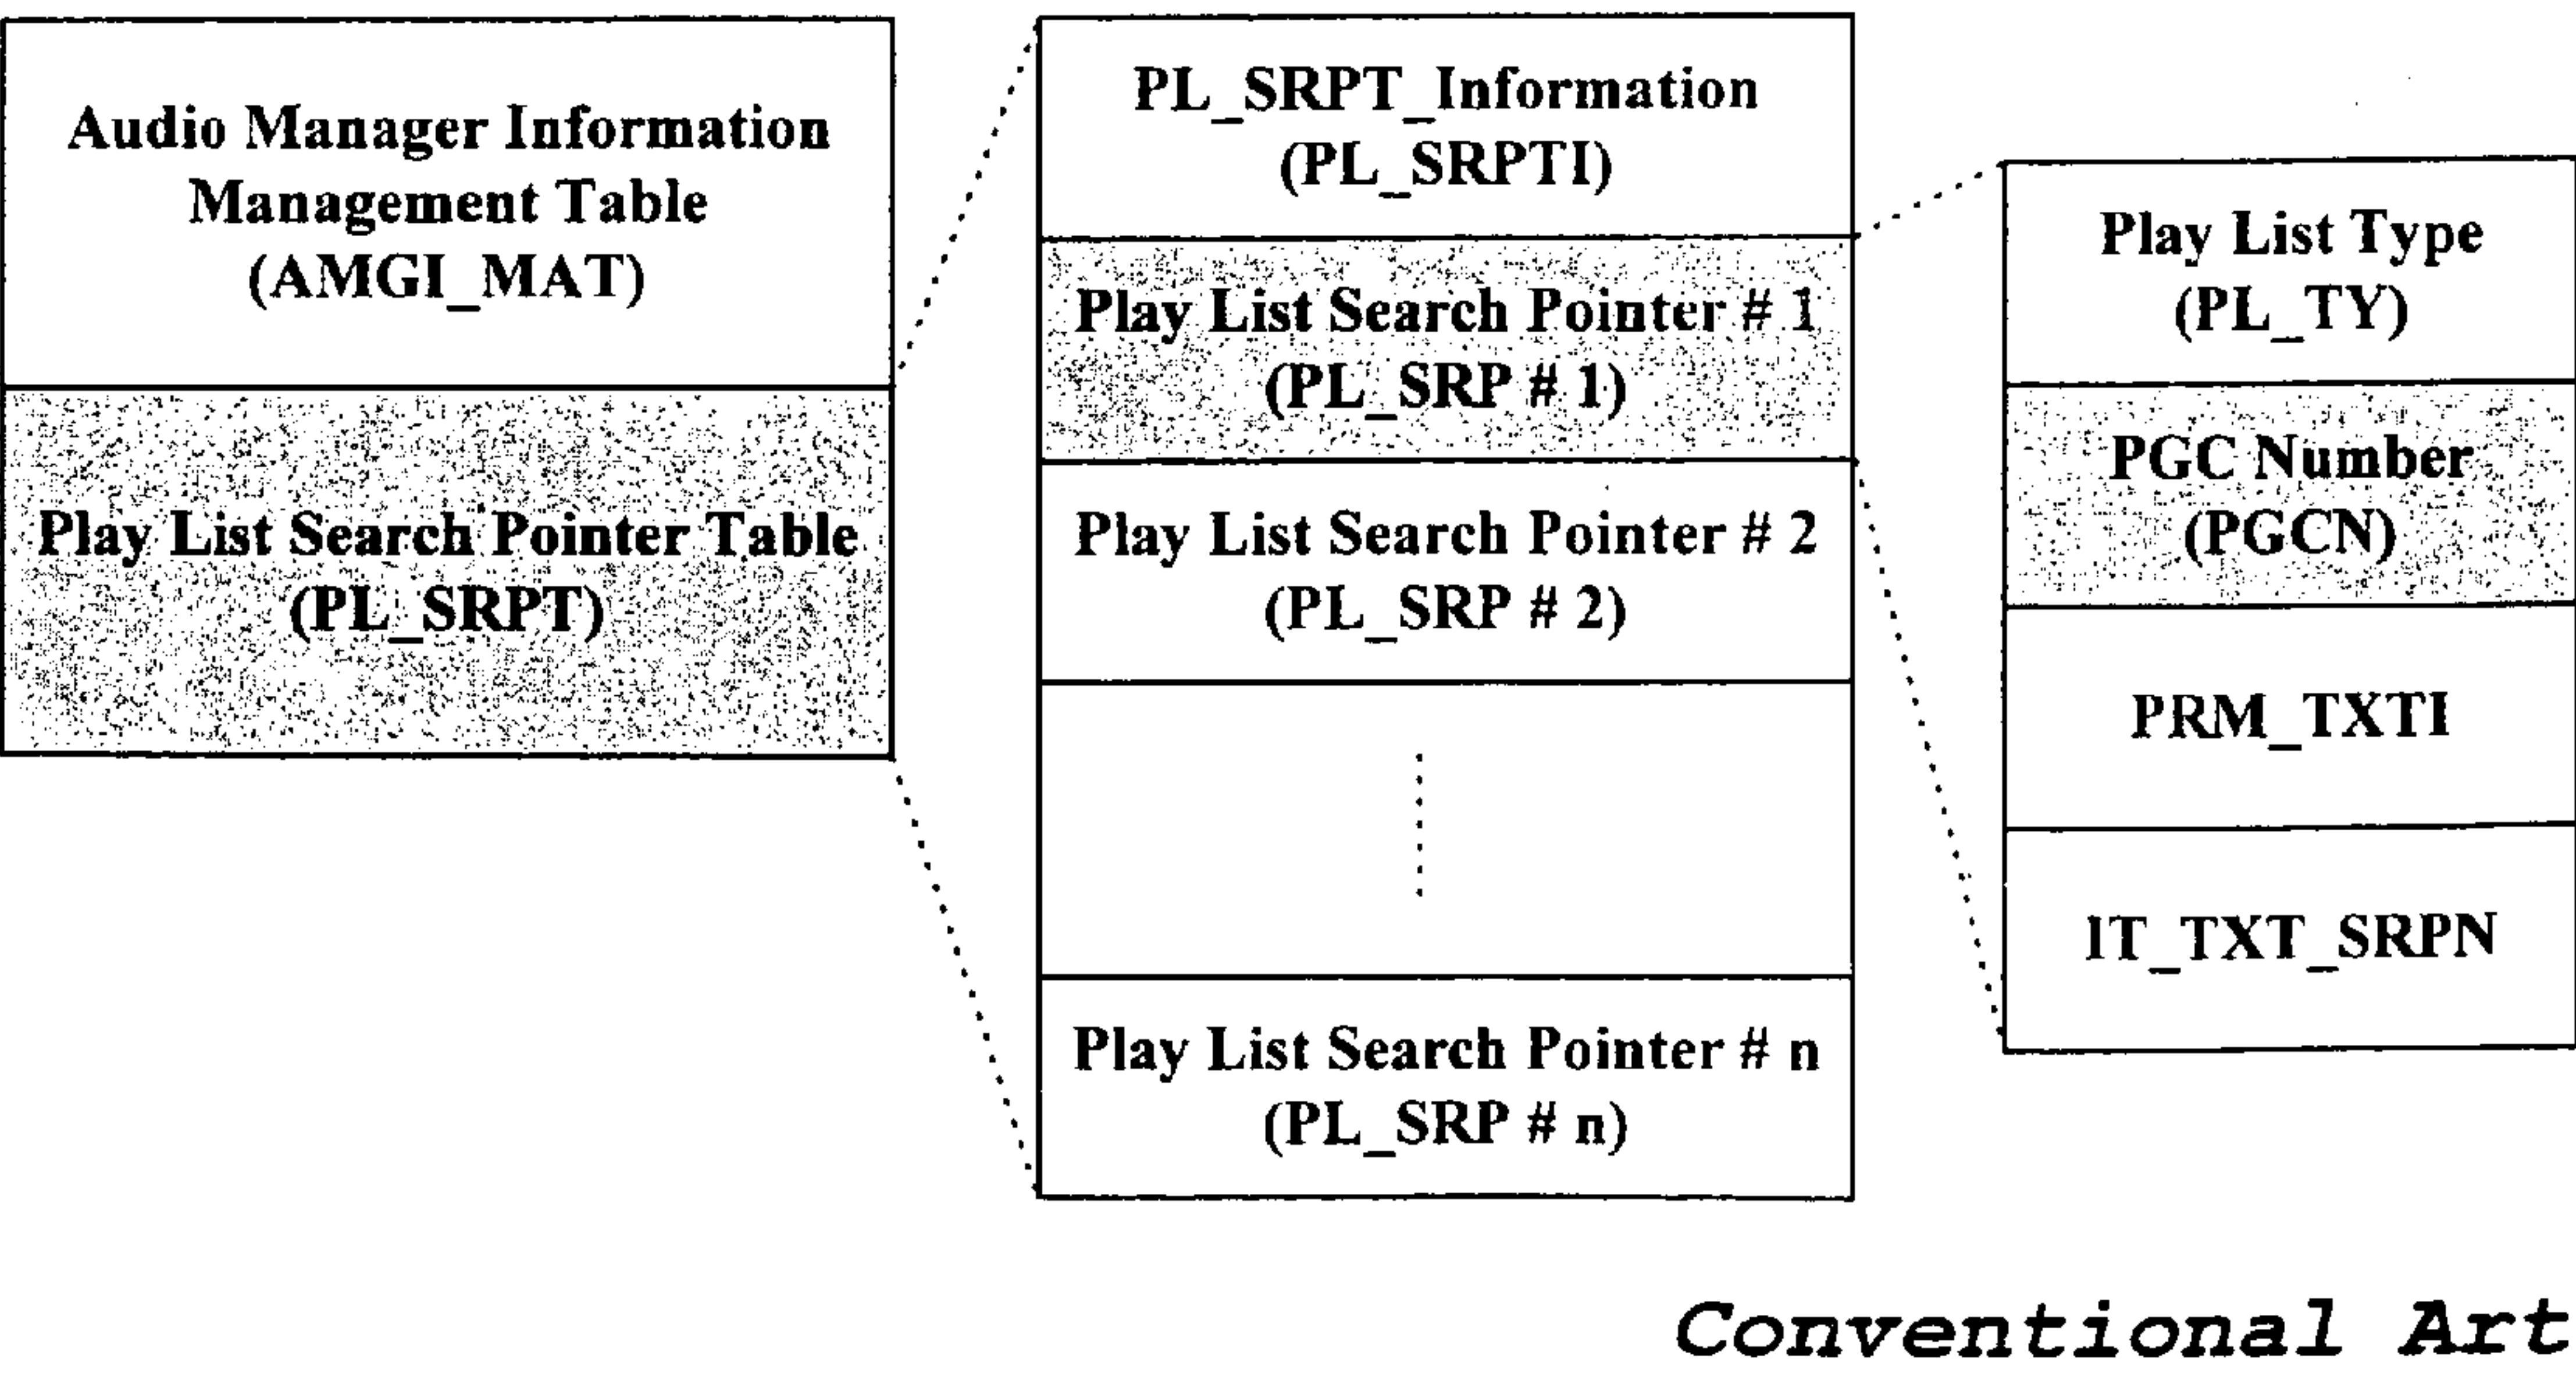 Audio Manager Information
Management Table
(AMGI_MAT)
Play List Search Pointer Table
(PL_SRPT)
PL_SRPT_Information
(PL_SRPTI)
Play List Search Pointer # 1
(PL_SRP # 1)
Play List Search Pointer # 2
(PL_SRP # 2)
Play List Search Pointer # n
(PL_SRP # n)
Play List Type
(PL_TY)
PGC Number
(PGCN)
PRM_TXTI
IT_TXT_SRPN
Conventional Art